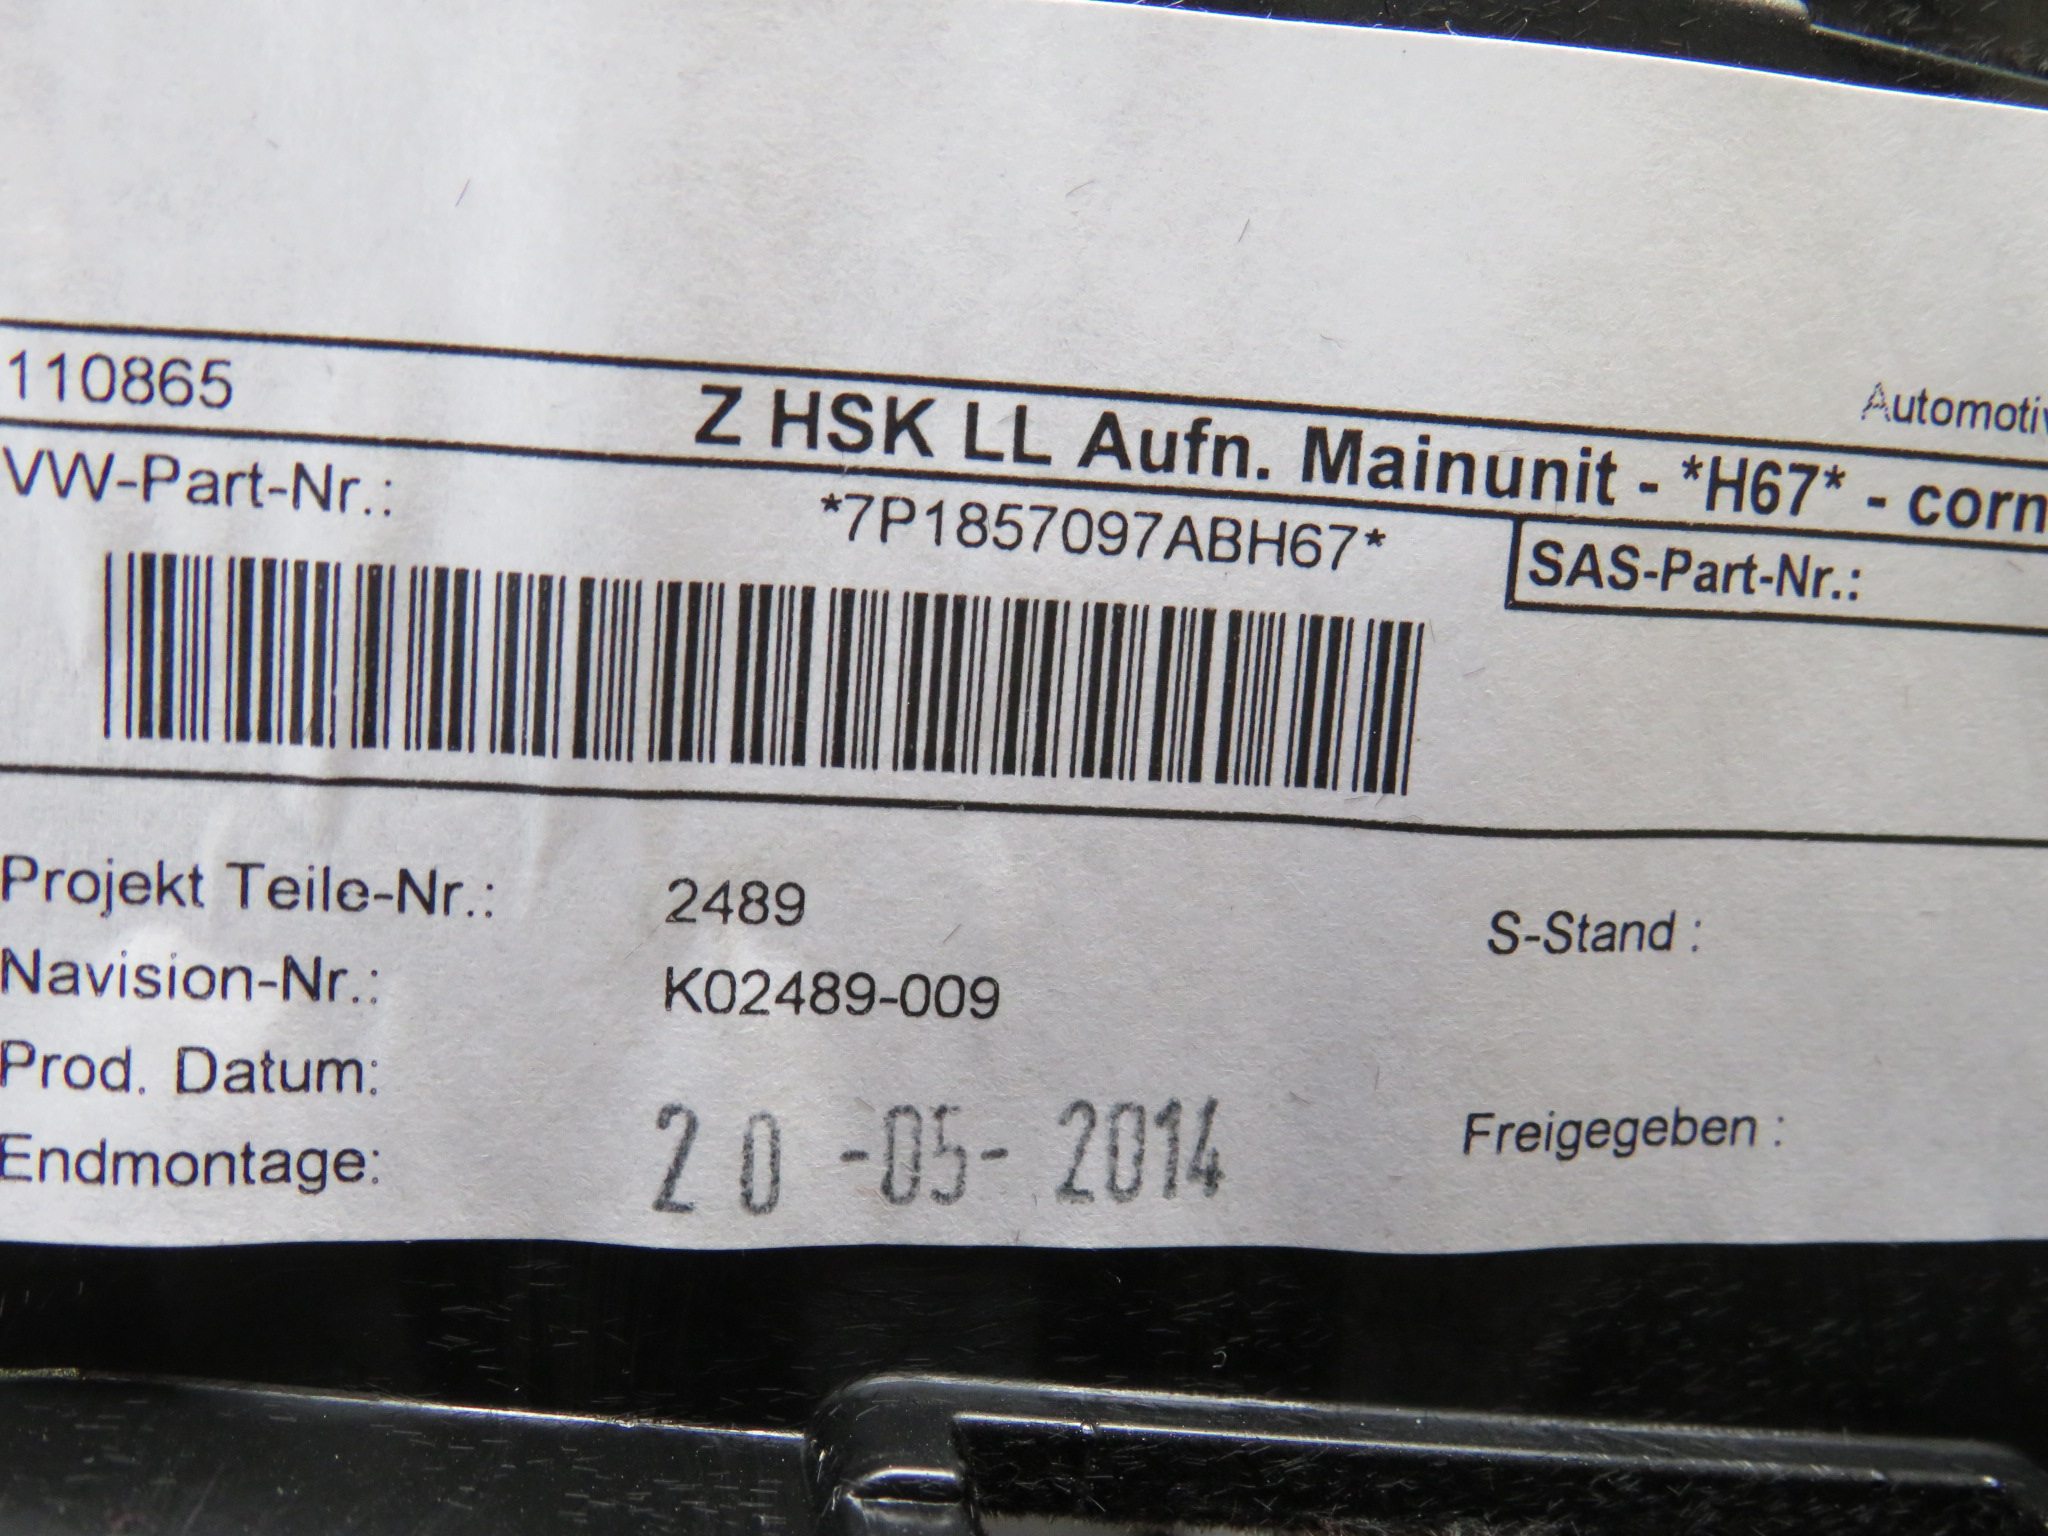 Automotiv
110865
Z HSK LL Aufn. Mainunit - *H67* - corn
VW-Part-Nr.:
*7P1857097ABH67*
SAS-Part-Nr.:
Projekt Teile-Nr.: 2489
S-Stand :
Navision-Nr.: K02489-009
Prod. Datum:
Endmontage: 20 -05- 2014
Freigegeben :